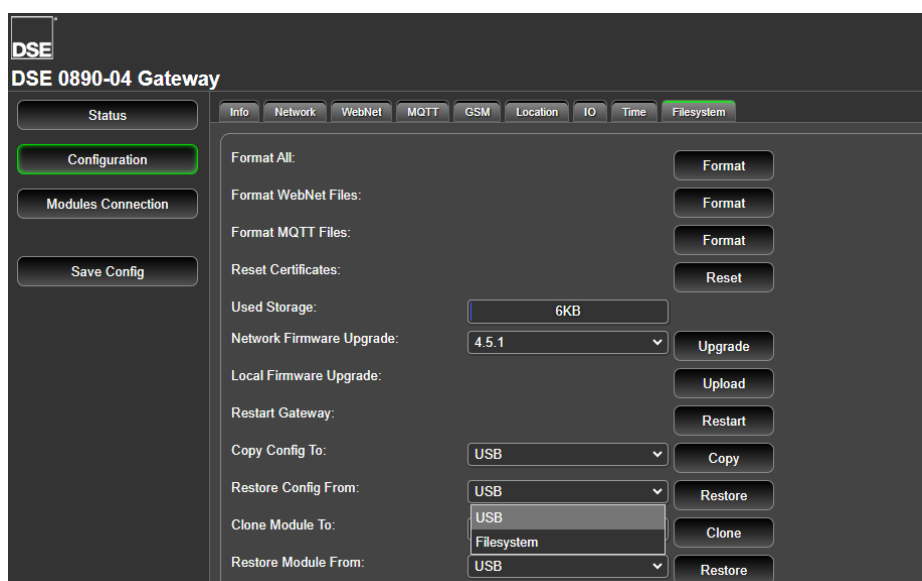 DSE
DSE 0890-04 Gateway
Status
Configuration
Modules Connection
Save Config
Info Network WebNet MQTT GSM Location IO Time Filesystem
Format All: Format
Format WebNet Files: Format
Format MQTT Files: Format
Reset Certificates: Reset
Used Storage: 6KB
Network Firmware Upgrade: 4.5.1 Upgrade
Local Firmware Upgrade: Upload
Restart Gateway: Restart
Copy Config To: USB Copy
Restore Config From: USB Restore
USB
Clone Module To: Clone
Filesystem
Restore Module From: USB Restore